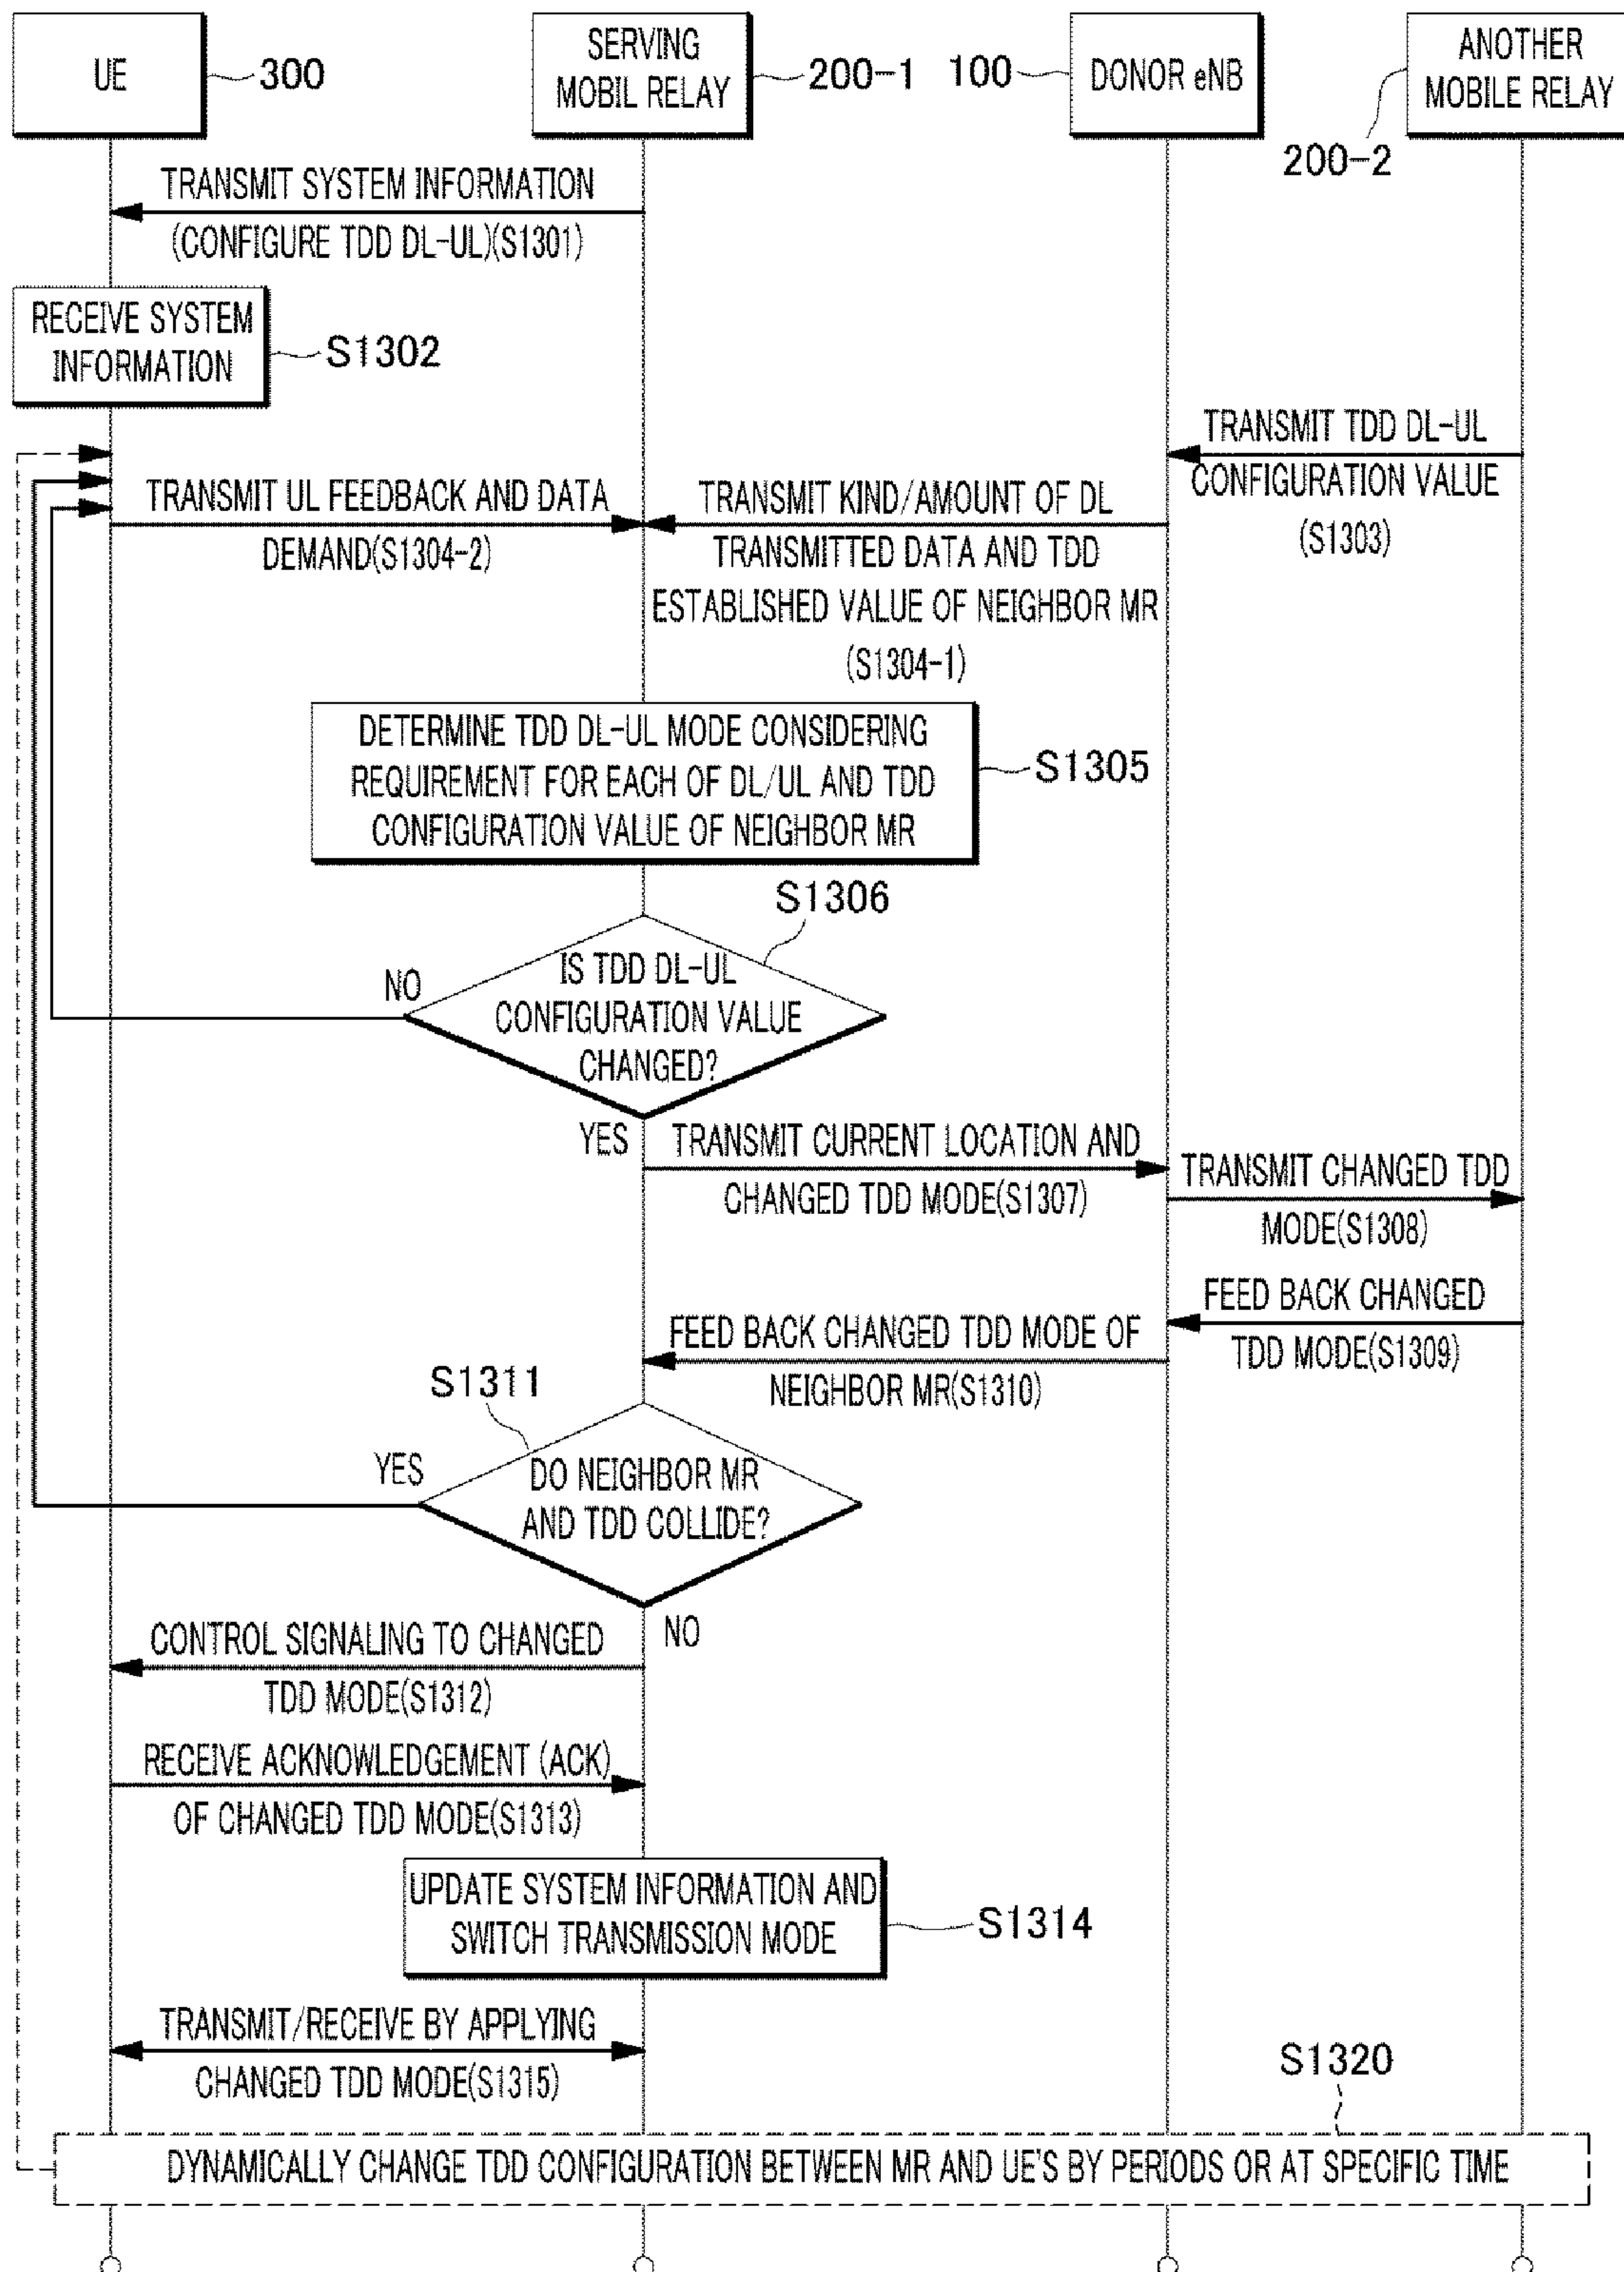 UE
300
SERVING
MOBIL RELAY
200-1
100
DONOR eNB
ANOTHER
MOBILE RELAY
200-2
TRANSMIT SYSTEM INFORMATION
(CONFIGURE TDD DL-UL)(S1301)
RECEIVE SYSTEM
INFORMATION
S1302
TRANSMIT TDD DL-UL
CONFIGURATION VALUE
(S1303)
TRANSMIT UL FEEDBACK AND DATA
DEMAND(S1304-2)
TRANSMIT KIND/AMOUNT OF DL
TRANSMITTED DATA AND TDD
ESTABLISHED VALUE OF NEIGHBOR MR
(S1304-1)
DETERMINE TDD DL-UL MODE CONSIDERING
REQUIREMENT FOR EACH OF DL/UL AND TDD
CONFIGURATION VALUE OF NEIGHBOR MR
S1305
S1306
NO
IS TDD DL-UL
CONFIGURATION VALUE
CHANGED?
YES
TRANSMIT CURRENT LOCATION AND
CHANGED TDD MODE(S1307)
TRANSMIT CHANGED TDD
MODE(S1308)
FEED BACK CHANGED
TDD MODE(S1309)
FEED BACK CHANGED TDD MODE OF
NEIGHBOR MR(S1310)
S1311
YES
DO NEIGHBOR MR
AND TDD COLLIDE?
NO
CONTROL SIGNALING TO CHANGED
TDD MODE(S1312)
RECEIVE ACKNOWLEDGEMENT (ACK)
OF CHANGED TDD MODE(S1313)
UPDATE SYSTEM INFORMATION AND
SWITCH TRANSMISSION MODE
S1314
TRANSMIT/RECEIVE BY APPLYING
CHANGED TDD MODE(S1315)
S1320
DYNAMICALLY CHANGE TDD CONFIGURATION BETWEEN MR AND UE'S BY PERIODS OR AT SPECIFIC TIME